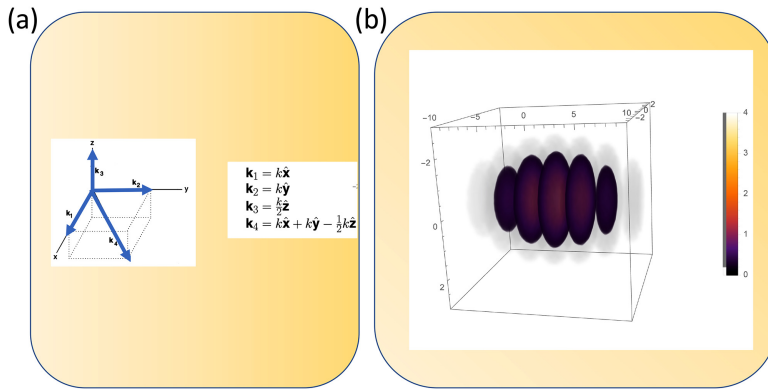 (a)
z
k3
k2
y
k1
k4
x
k₁ = kx̂
k₂ = kŷ
k₃ = k/2 ẑ
k₄ = kx̂ + kŷ − 1/2 kẑ
(b)
-10 -5 0 5 10
-2
0
2
-2
0
2
4
3
2
1
0